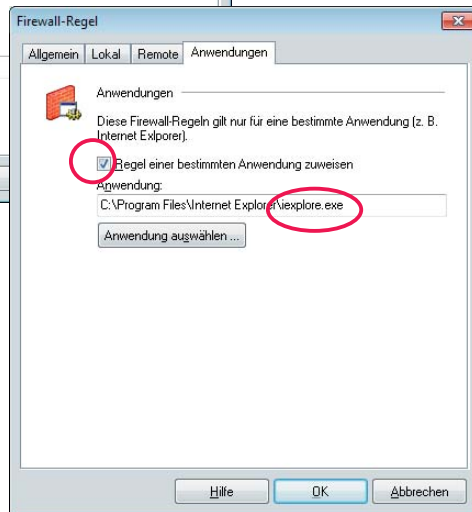 Firewall-Regel
Allgemein Lokal Remote Anwendungen
Anwendungen
Diese Firewall-Regeln gilt nur für eine bestimmte Anwendung (z. B.
Internet Exlporer).
Regel einer bestimmten Anwendung zuweisen
Anwendung:
C:\Program Files\Internet Explorer\iexplore.exe
Anwendung auswählen ...
Hilfe OK Abbrechen